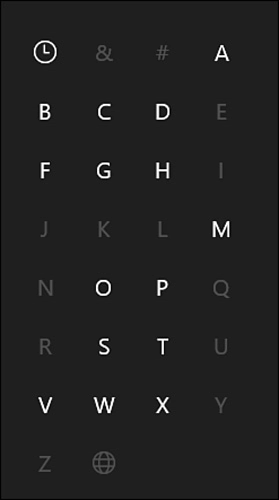 & # A
B C D E
F G H I
J K L M
N O P Q
R S T U
V W X Y
Z